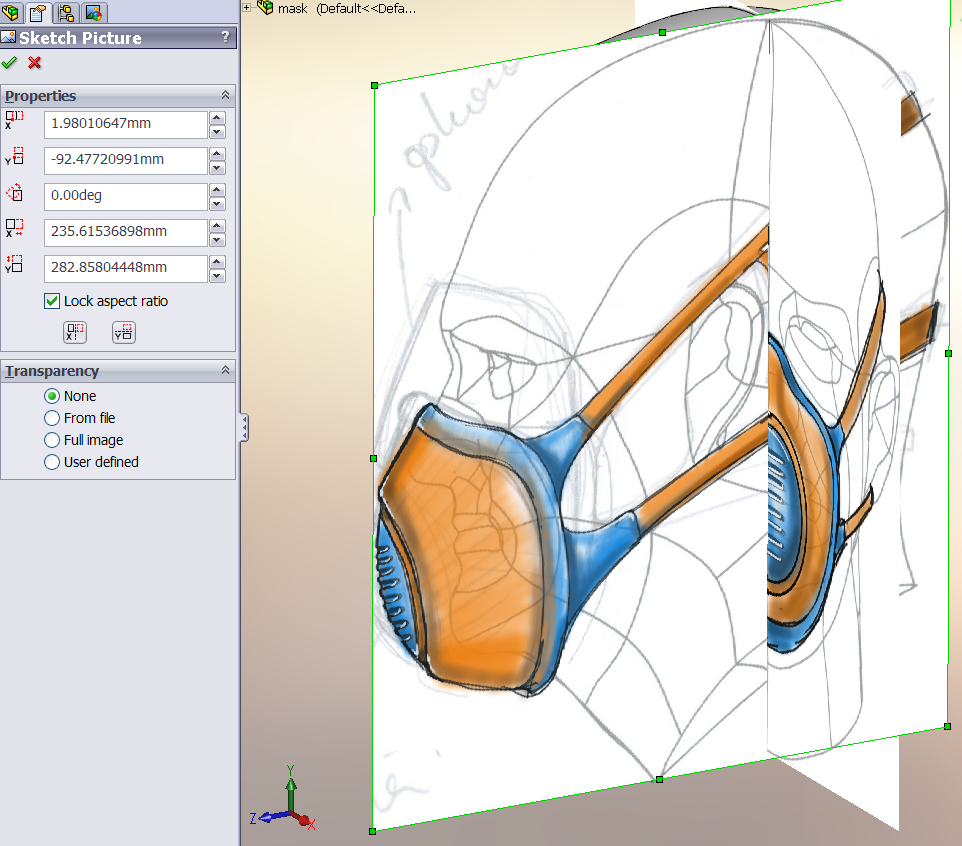 mask (Default<<Defa...
Sketch Picture ?
Properties
X 1.98010647mm
Y -92.47720991mm
0.00deg
X 235.61536898mm
Y 282.85804448mm
Lock aspect ratio
X Y
Transparency
None
From file
Full image
User defined
Y
Z X